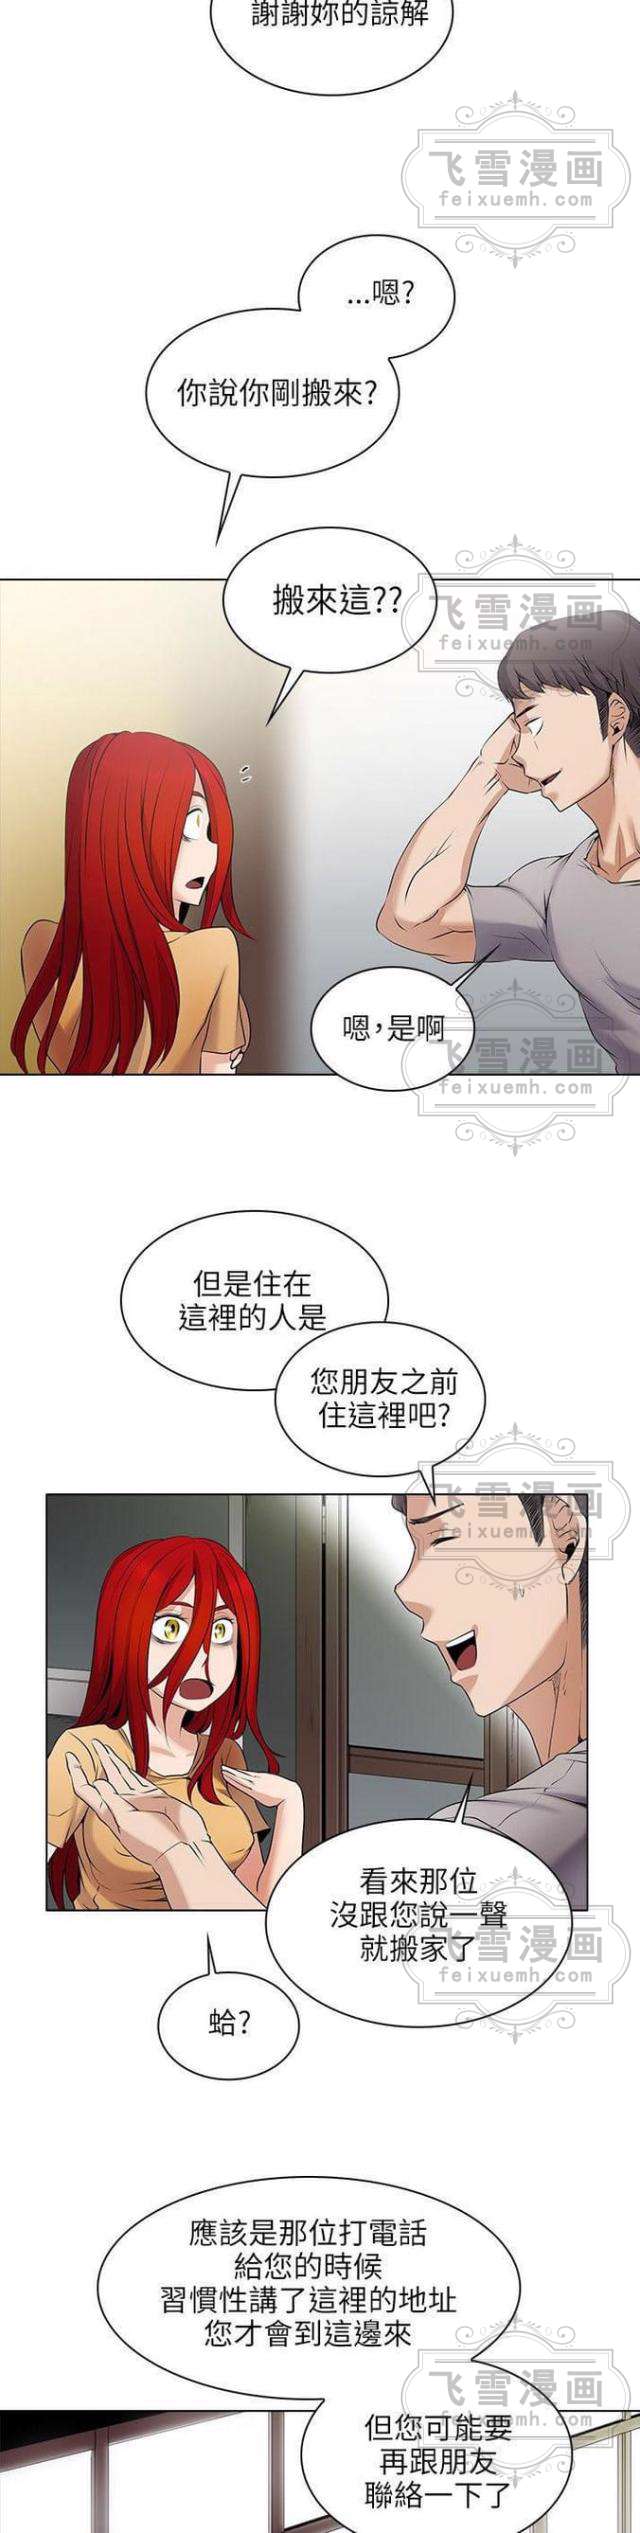 謝謝妳的諒解
飞雪漫画
feixuemh.com
...嗯?
你說你剛搬來?
搬來這??
飞雪漫画
feixuemh.com
嗯，是啊
飞雪漫画
feixuemh.com
但是住在
這裡的人是
您朋友之前
住這裡吧?
飞雪漫画
feixuemh.com
看來那位
沒跟您說一聲
就搬家了
飞雪漫画
feixuemh.com
蛤?
應該是那位打電話
給您的時候
習慣性講了這裡的地址
您才會到這邊來
飞雪漫画
feixuemh.com
但您可能要
再跟朋友
聯絡一下了